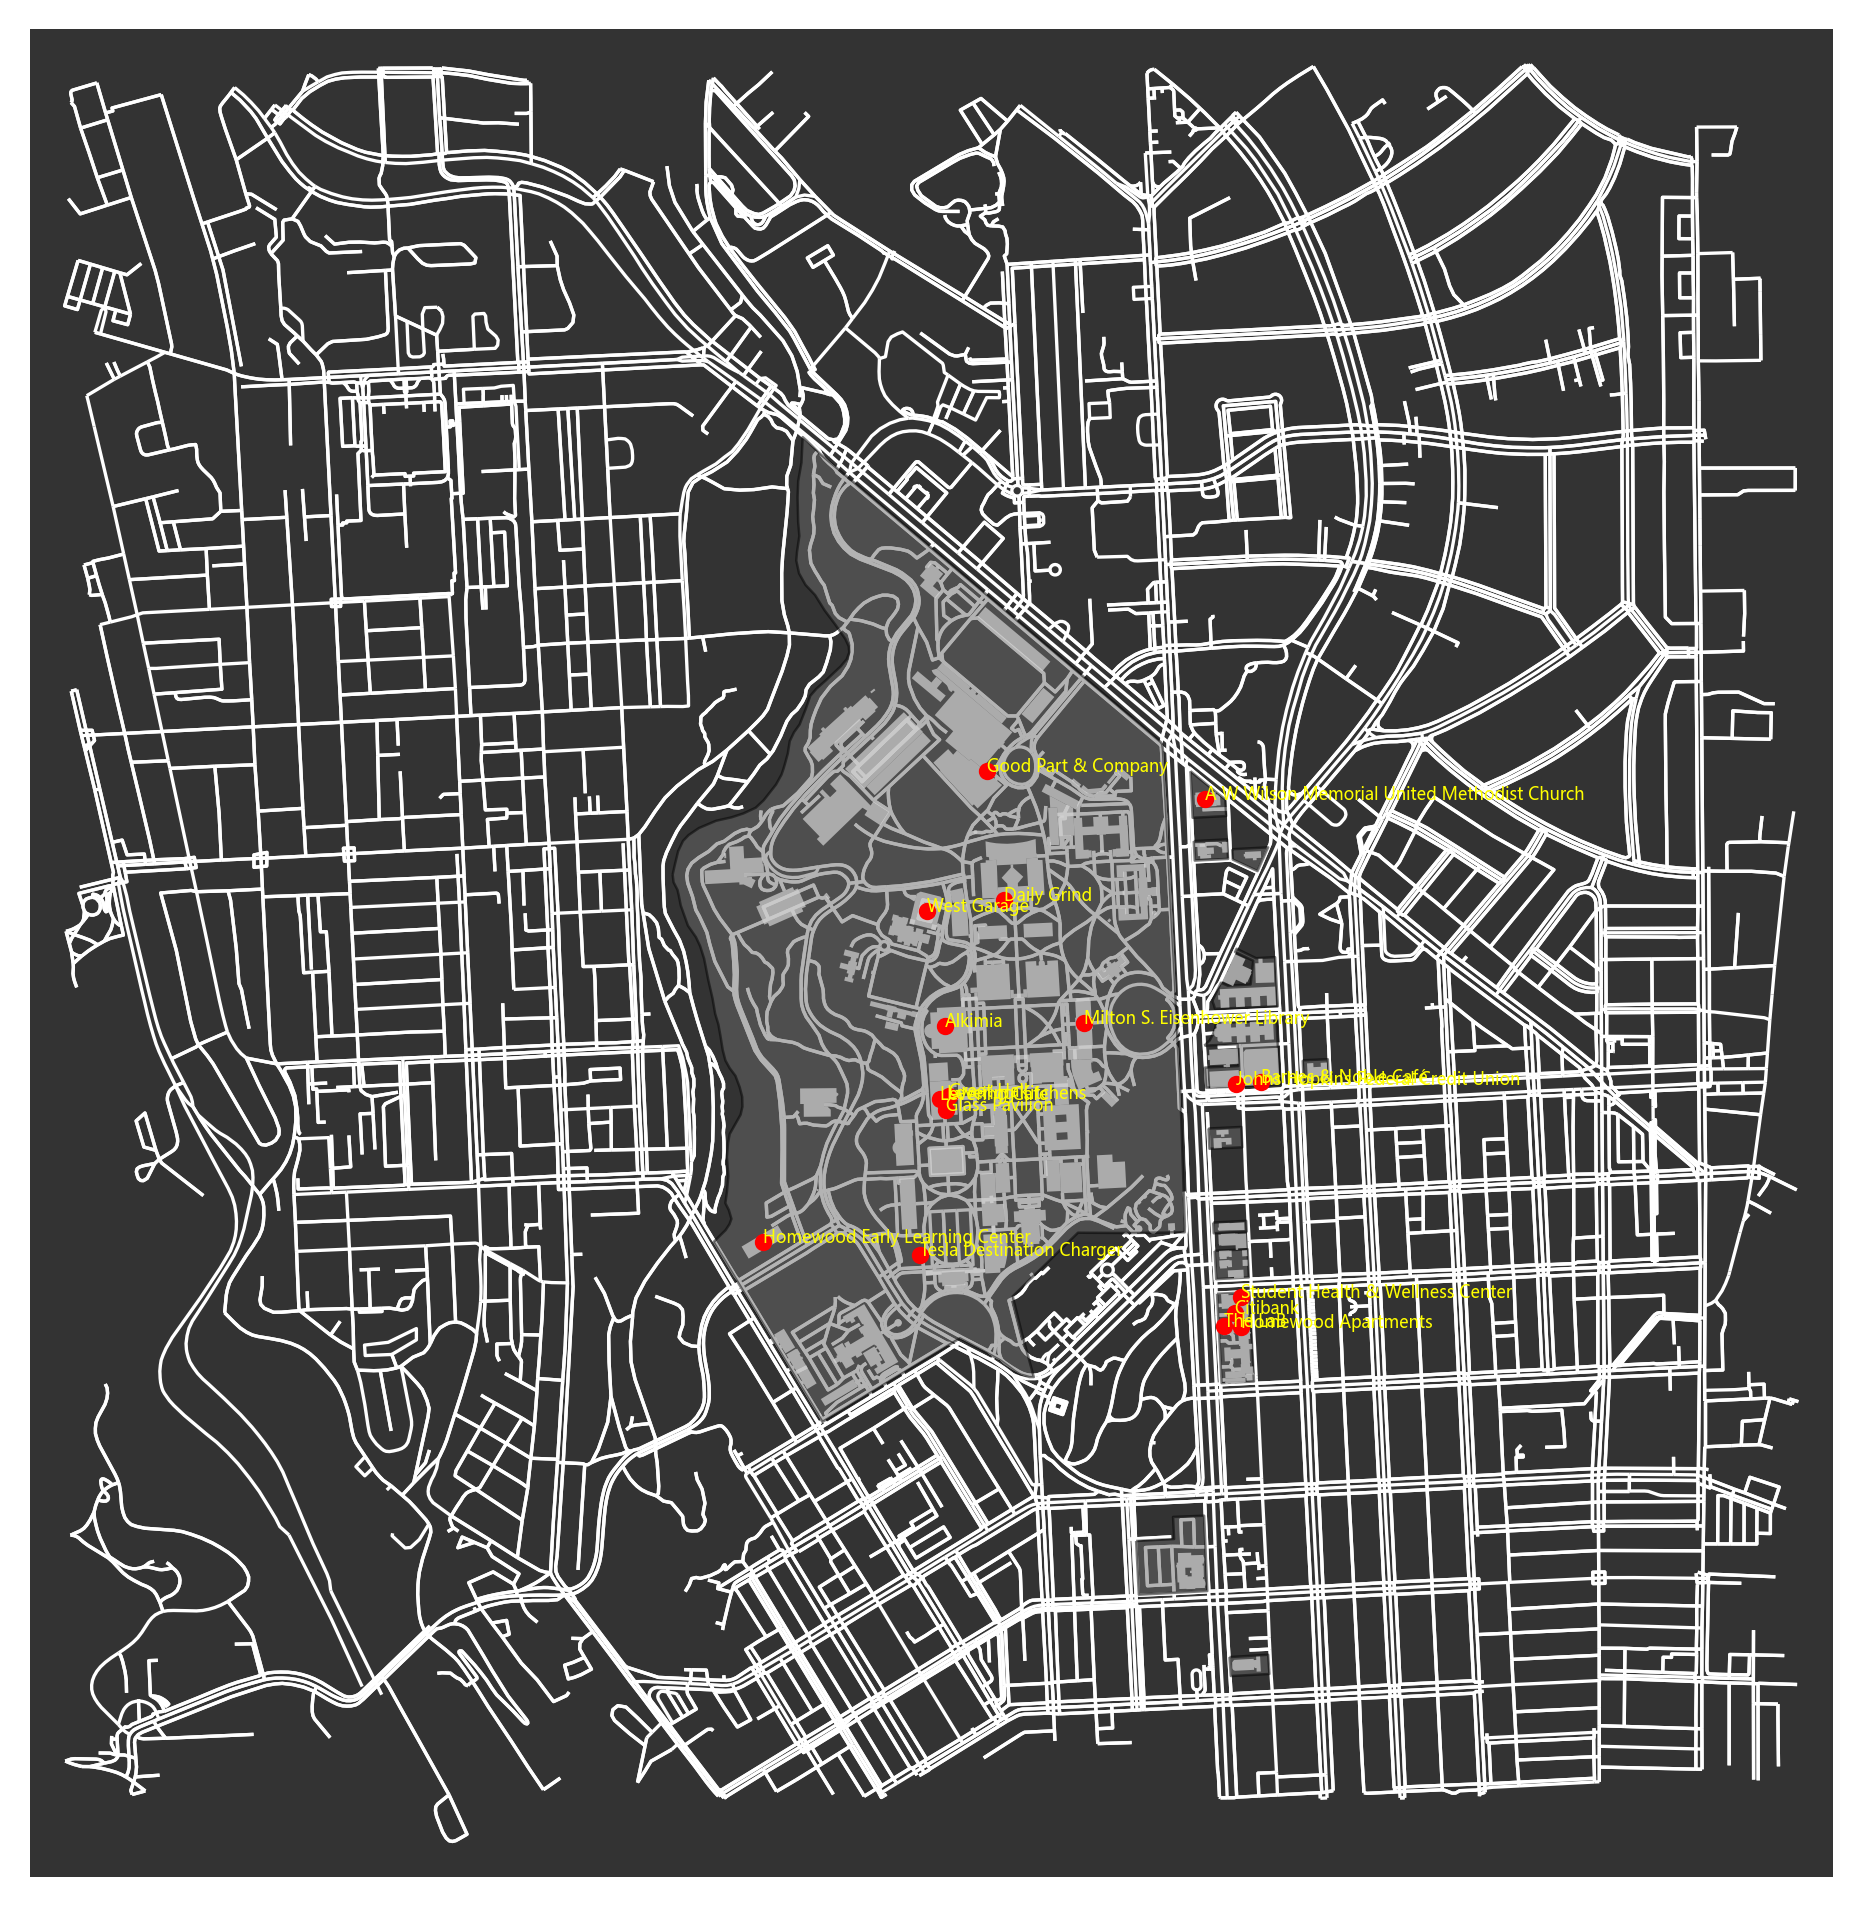 Good Part & Company
A W Wilson Memorial United Methodist Church
Daily Grind
West Garage
Alkimia
Milton S. Eisenhower Library
Barnes & Noble Cafe
Johns Hopkins Federal Credit Union
Levering Kitchens
Glass Pavilion
Homewood Early Learning Center
Tesla Destination Charger
Student Health & Wellness Center
Citibank
The Lab
Homewood Apartments